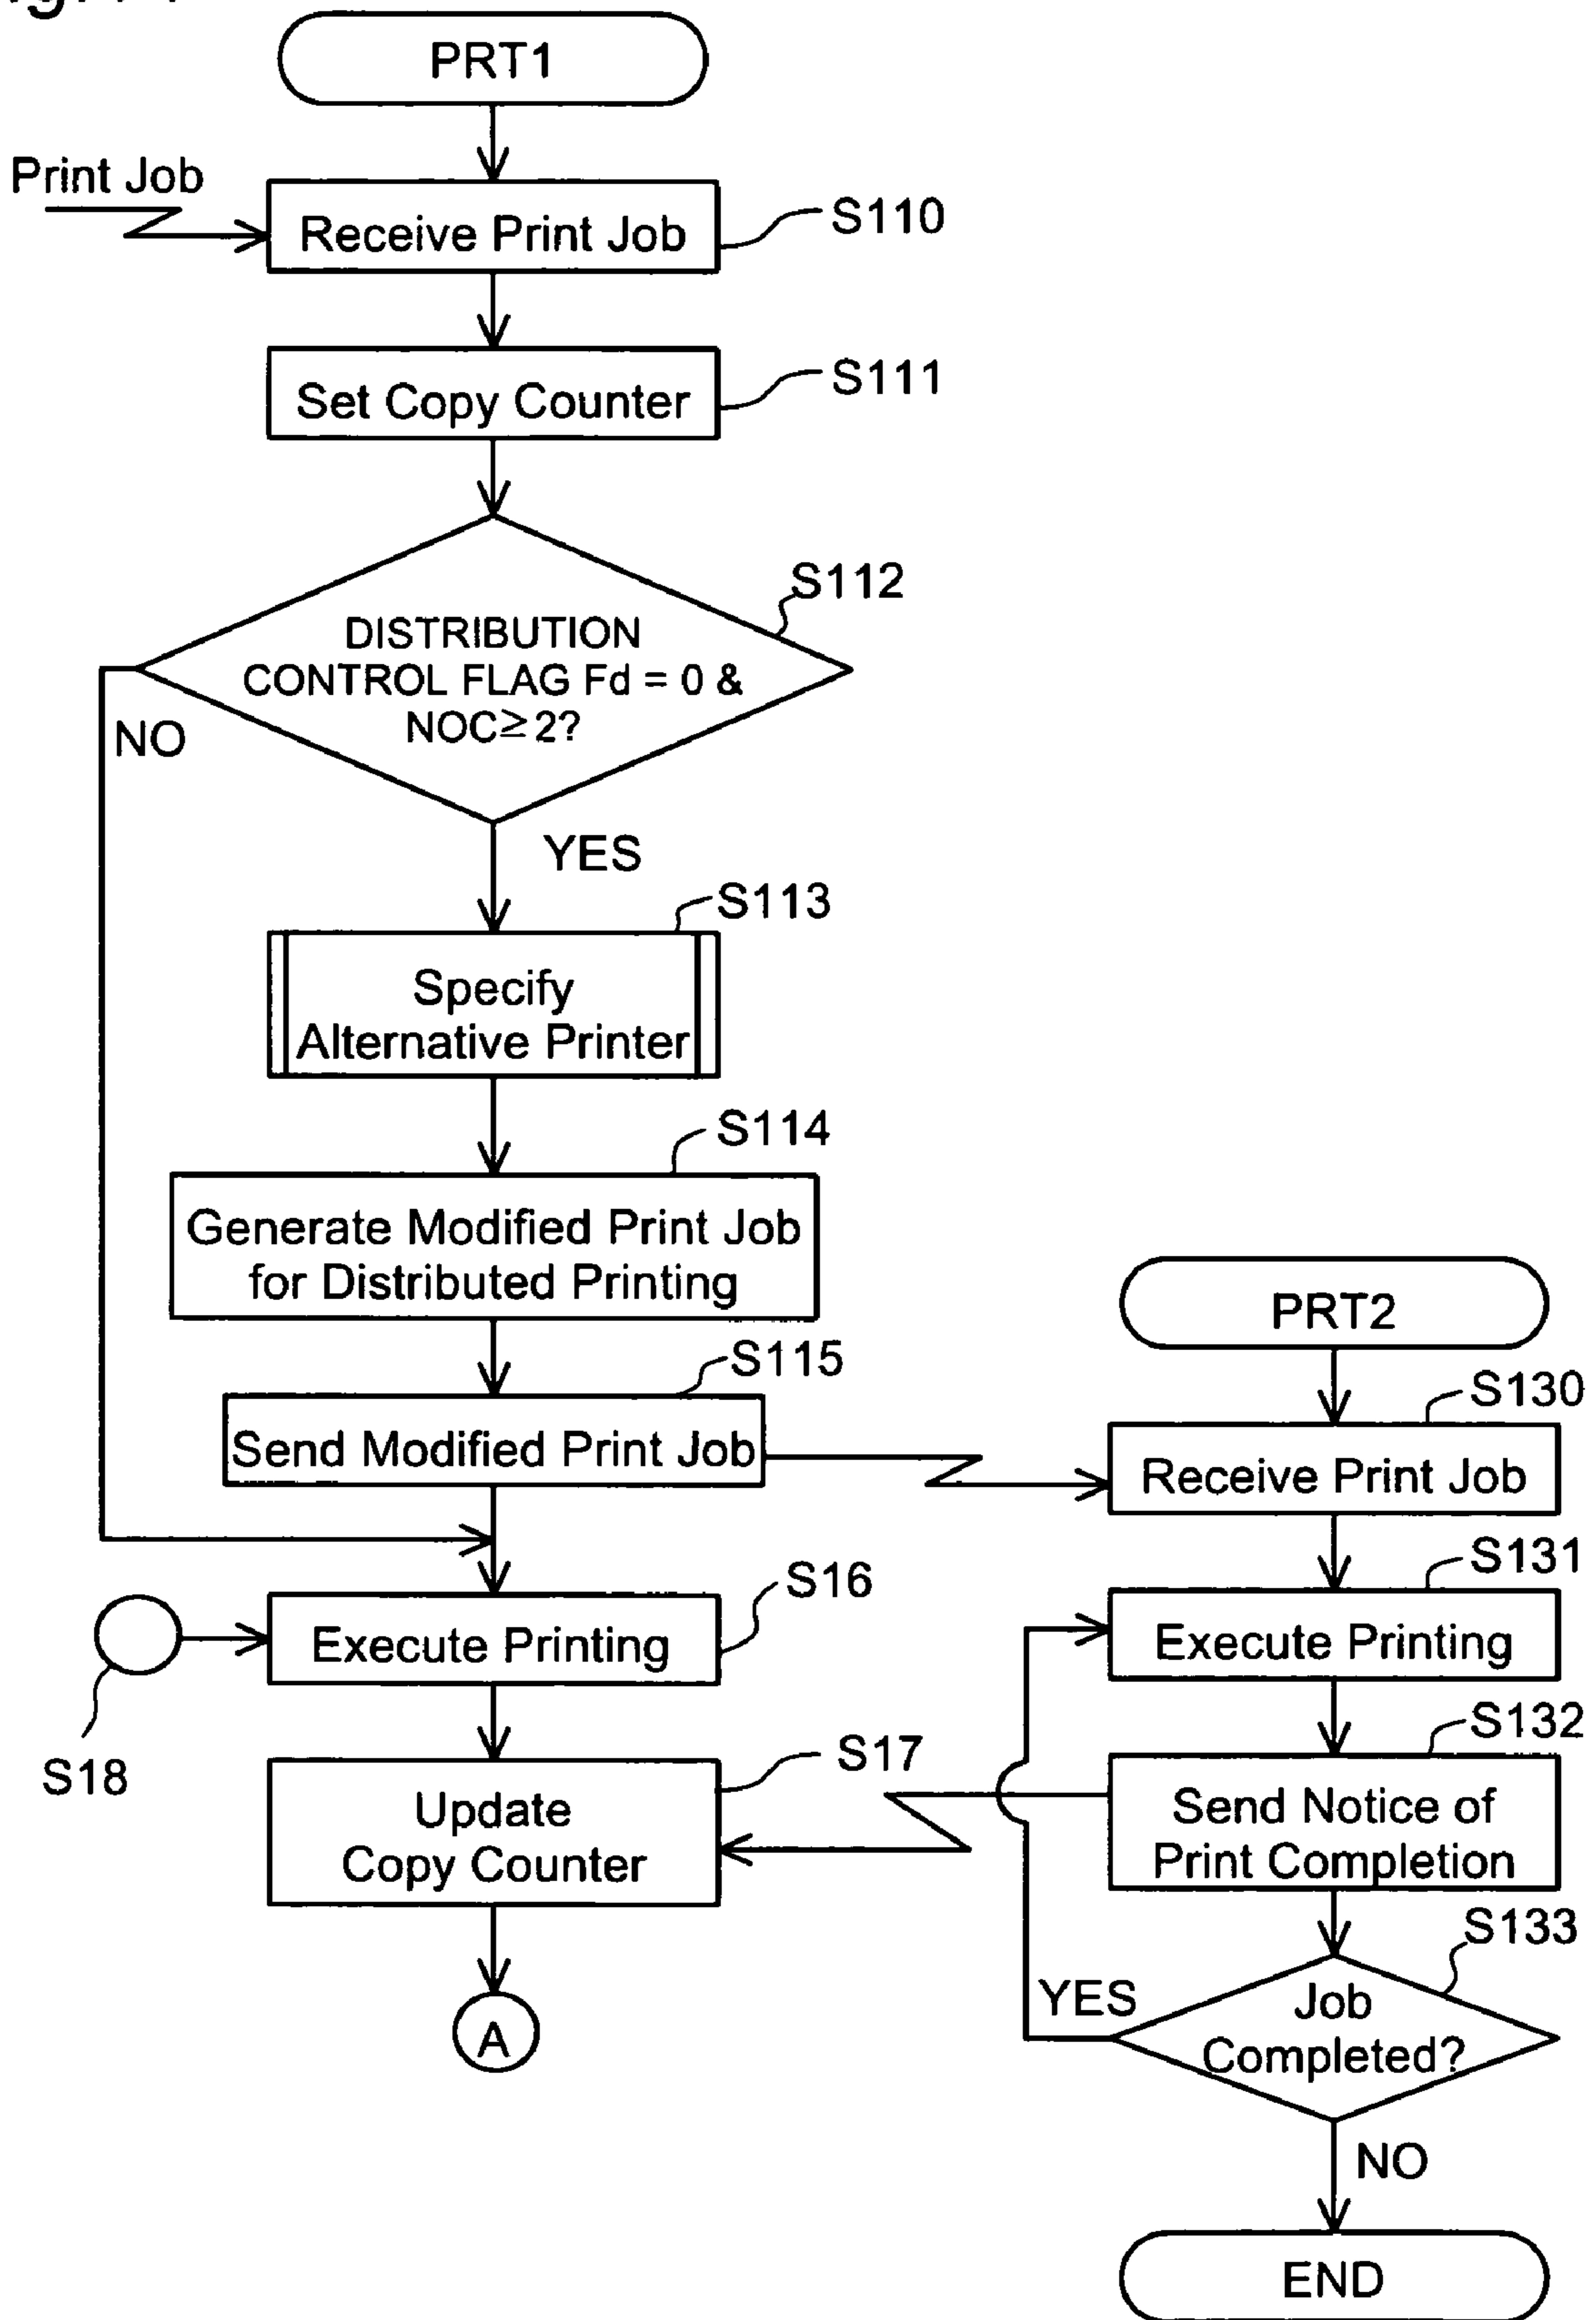 PRT1
Print Job
Receive Print Job
S110
Set Copy Counter
S111
S112
DISTRIBUTION
CONTROL FLAG Fd = 0 &
NOC≥2?
NO
YES
S113
Specify
Alternative Printer
S114
Generate Modified Print Job
for Distributed Printing
S115
Send Modified Print Job
S16
Execute Printing
S18
S17
Update
Copy Counter
A
PRT2
S130
Receive Print Job
S131
Execute Printing
S132
Send Notice of
Print Completion
S133
YES
Job
Completed?
NO
END